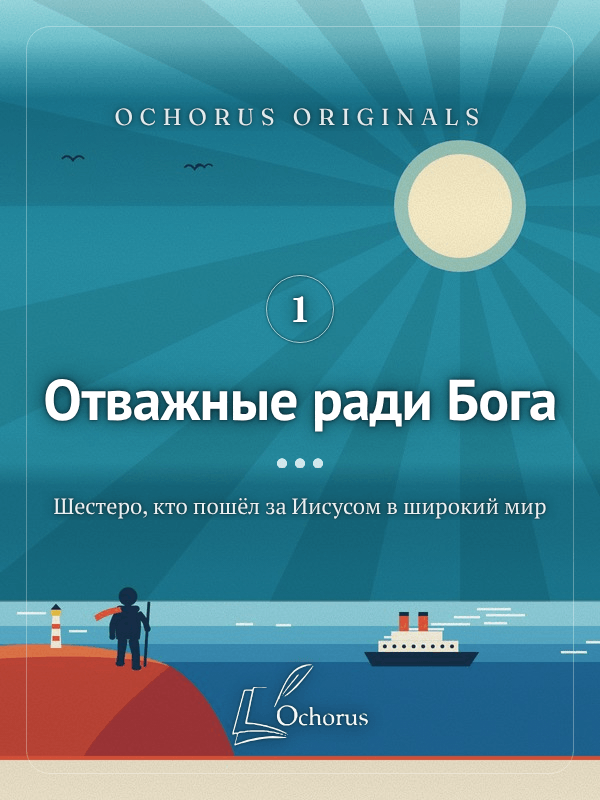 OCHORUS ORIGINALS
1
Отважные ради Бога
Шестеро, кто пошёл за Иисусом в широкий мир
Ochorus